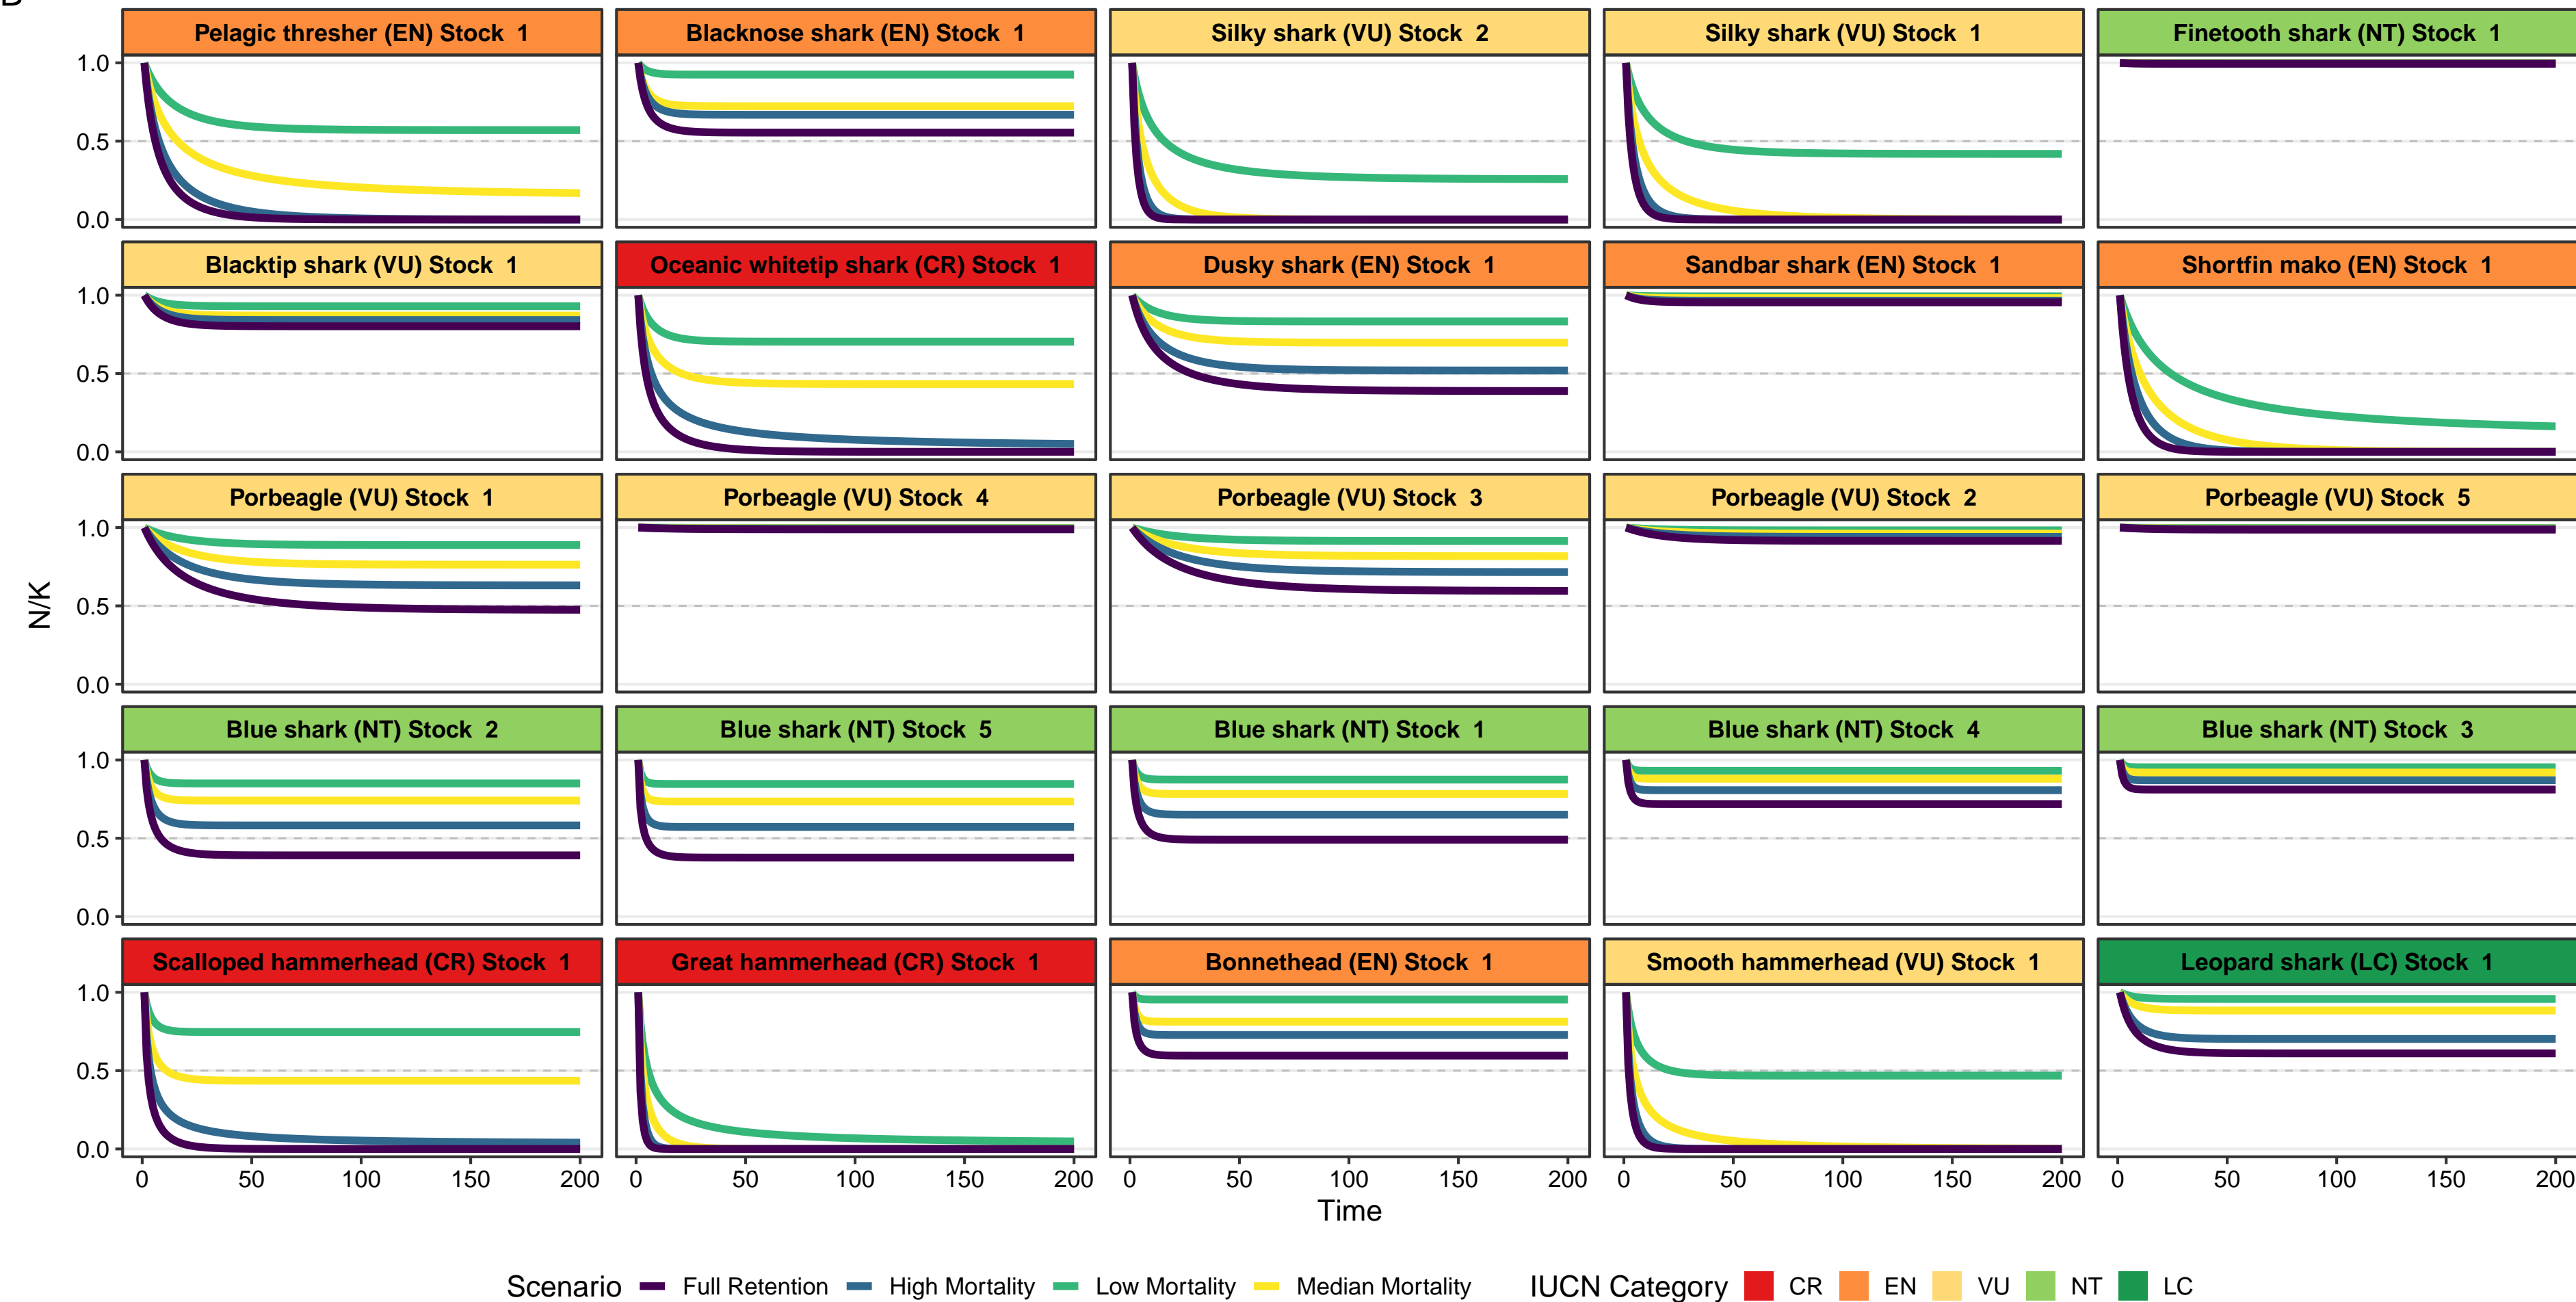 Pelagic thresher (EN) Stock 1
Blacknose shark (EN) Stock 1
Silky shark (VU) Stock 2
Silky shark (VU) Stock 1
Finetooth shark (NT) Stock 1
1.0
0.5
0.0
Blacktip shark (VU) Stock 1
Oceanic whitetip shark (CR) Stock 1
Dusky shark (EN) Stock 1
Sandbar shark (EN) Stock 1
Shortfin mako (EN) Stock 1
1.0
0.5
0.0
Porbeagle (VU) Stock 1
Porbeagle (VU) Stock 4
Porbeagle (VU) Stock 3
Porbeagle (VU) Stock 2
Porbeagle (VU) Stock 5
1.0
0.5
0.0
N/K
Blue shark (NT) Stock 2
Blue shark (NT) Stock 5
Blue shark (NT) Stock 1
Blue shark (NT) Stock 4
Blue shark (NT) Stock 3
1.0
0.5
0.0
Scalloped hammerhead (CR) Stock 1
Great hammerhead (CR) Stock 1
Bonnethead (EN) Stock 1
Smooth hammerhead (VU) Stock 1
Leopard shark (LC) Stock 1
1.0
0.5
0.0
0 50 100 150 200
0 50 100 150 200
0 50 100 150 200
0 50 100 150 200
0 50 100 150 200
Time
Scenario Full Retention High Mortality Low Mortality Median Mortality
IUCN Category CR EN VU NT LC